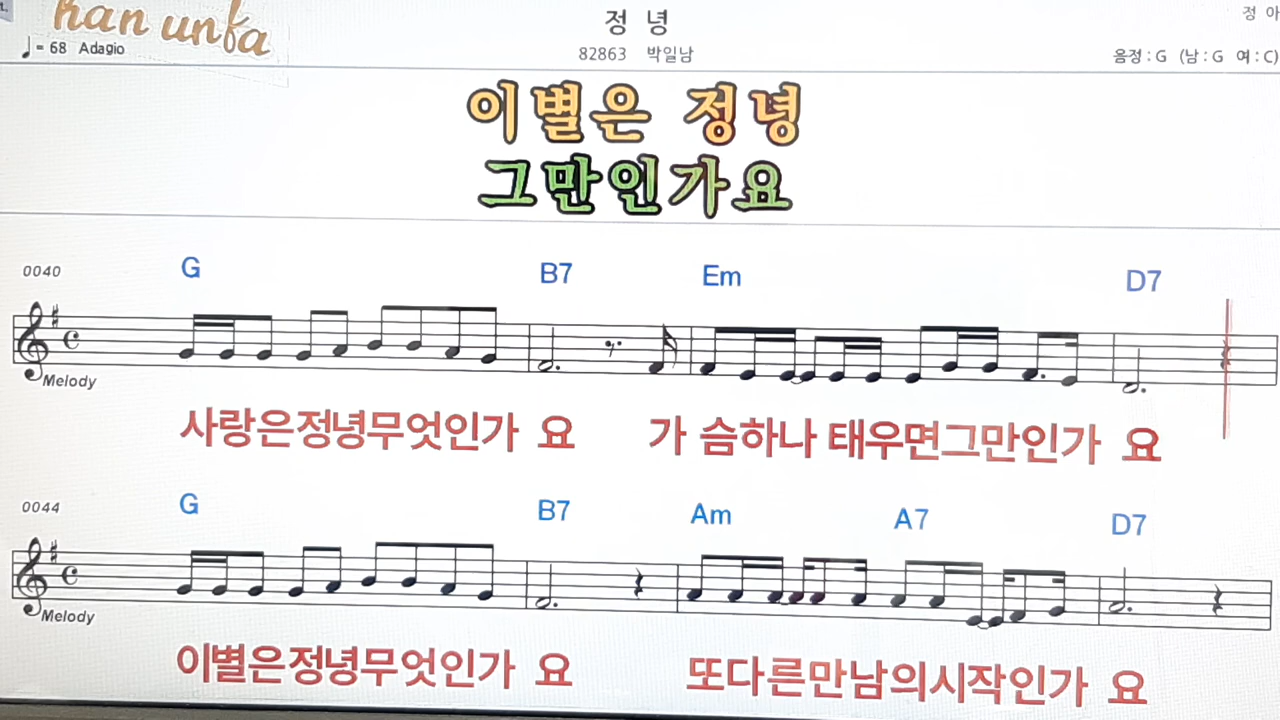 han unfa
정 녕
정 아
♩= 68 Adagio
82863 박일남
음정 : G (남 : G 여 : C)
이별은 정녕
그만인가요
0040 G B7 Em D7
Melody
사랑은정녕무엇인가 요 가 슴하나 태우면그만인가 요
0044 G B7 Am A7 D7
Melody
이별은정녕무엇인가 요 또다른만남의시작인가 요